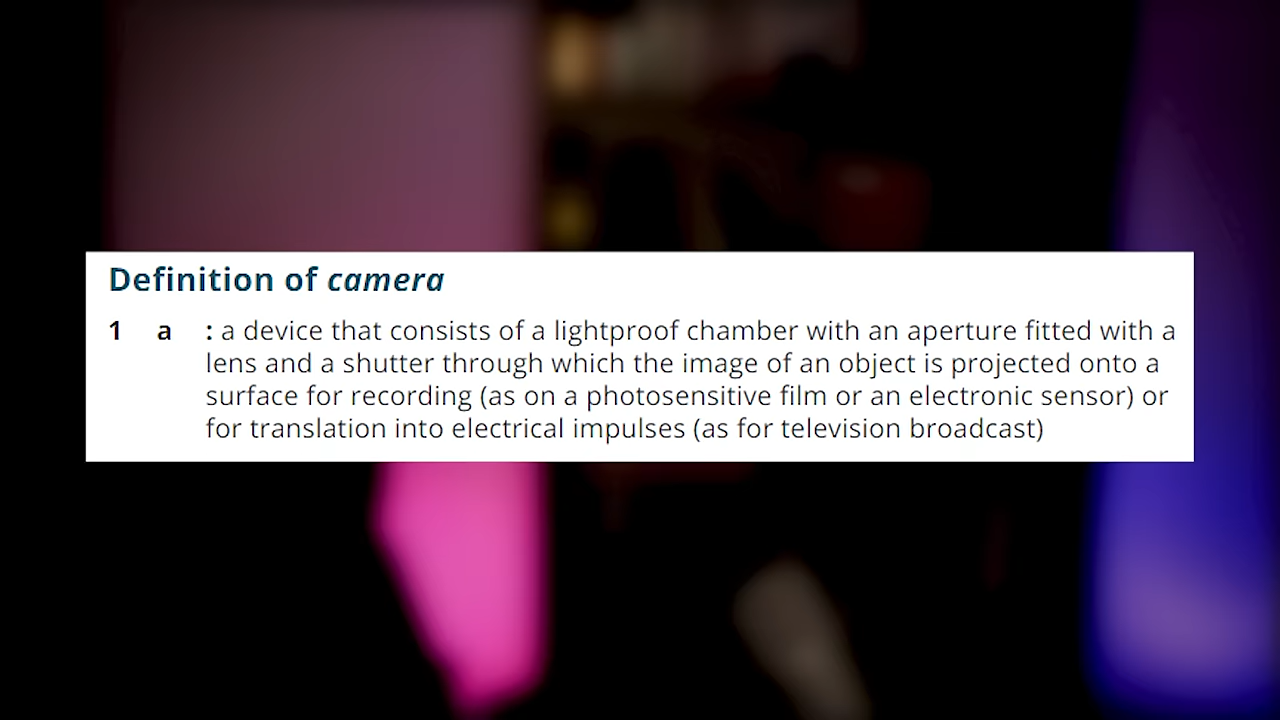 Definition of camera
1 a : a device that consists of a lightproof chamber with an aperture fitted with a
lens and a shutter through which the image of an object is projected onto a
surface for recording (as on a photosensitive film or an electronic sensor) or
for translation into electrical impulses (as for television broadcast)